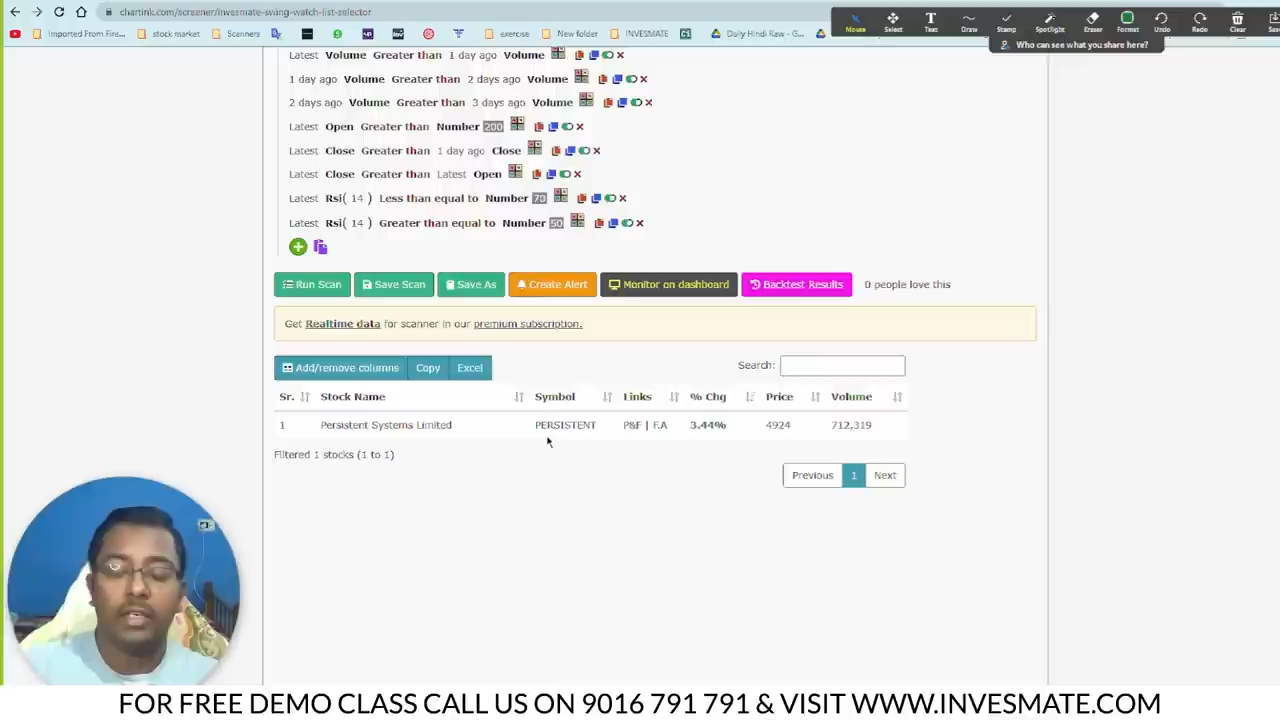 chartink.com/screener/invesmate-swing-watch-list-selector
Imported From Fire... stock market Scanners exercise New folder INVESMATE Daily Hindi Raw - G...
Mouse Select Text Draw Stamp Spotlight Eraser Format Undo Redo Clear
Who can see what you share here?
Latest Volume Greater than 1 day ago Volume
1 day ago Volume Greater than 2 days ago Volume
2 days ago Volume Greater than 3 days ago Volume
Latest Open Greater than Number 200
Latest Close Greater than 1 day ago Close
Latest Close Greater than Latest Open
Latest Rsi( 14 ) Less than equal to Number 70
Latest Rsi( 14 ) Greater than equal to Number 50
Run Scan Save Scan Save As Create Alert Monitor on dashboard Backtest Results 0 people love this
Get Realtime data for scanner in our premium subscription.
Add/remove columns Copy Excel Search:
Sr. Stock Name Symbol Links % Chg Price Volume
1 Persistent Systems Limited PERSISTENT P&F | F.A 3.44% 4924 712,319
Filtered 1 stocks (1 to 1)
Previous 1 Next
FOR FREE DEMO CLASS CALL US ON 9016 791 791 & VISIT WWW.INVESMATE.COM